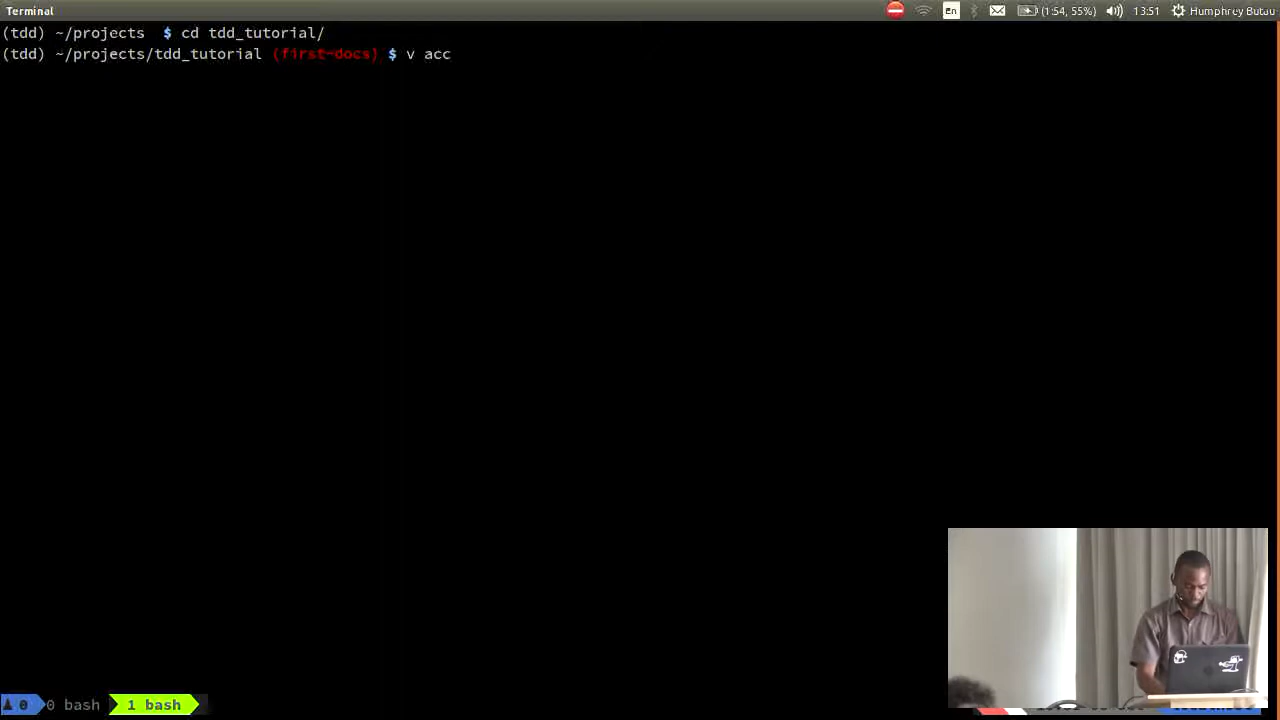 Terminal
En
(1:54, 55%)
13:51
Humphrey Butau
(tdd) ~/projects $ cd tdd_tutorial/
(tdd) ~/projects/tdd_tutorial (first-docs) $ v acc
0 0 bash 1 bash